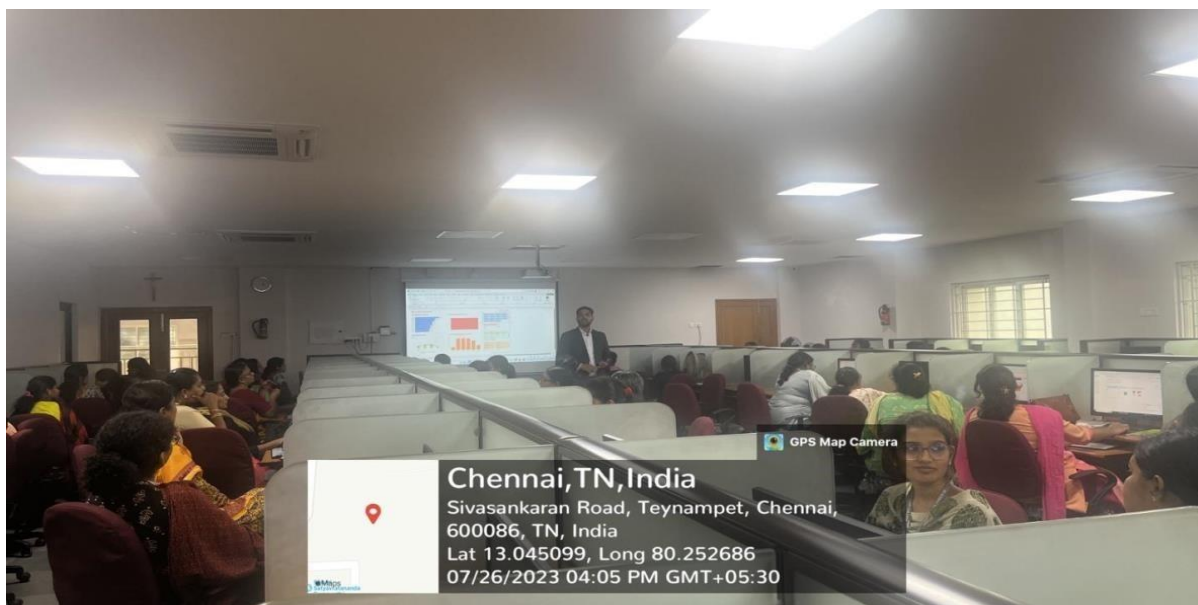 GPS Map Camera
Chennai,TN,India
Sivasankaran Road, Teynampet, Chennai,
600086, TN, India
Lat 13.045099, Long 80.252686
07/26/2023 04:05 PM GMT+05:30
Maps